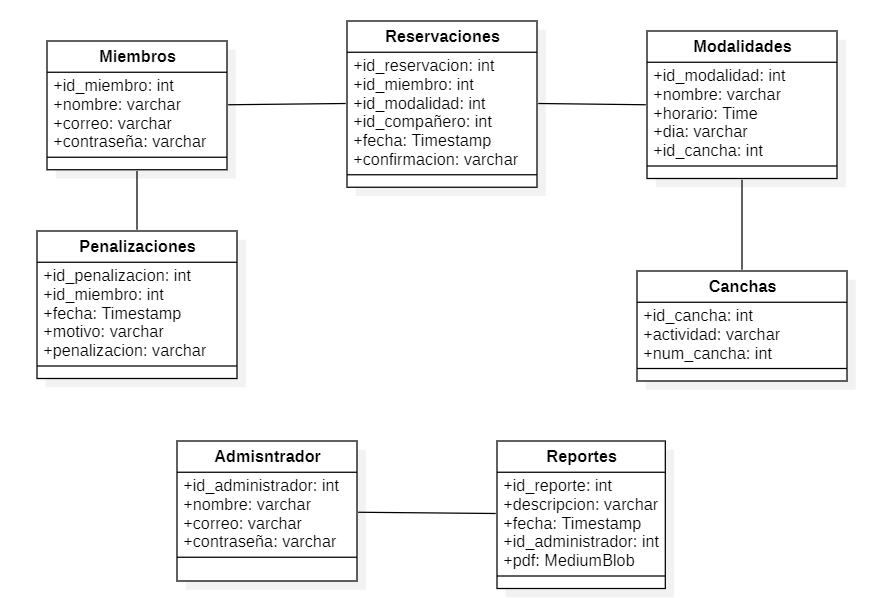 Miembros
+id_miembro: int
+nombre: varchar
+correo: varchar
+contraseña: varchar
Reservaciones
+id_reservacion: int
+id_miembro: int
+id_modalidad: int
+id_compañero: int
+fecha: Timestamp
+confirmacion: varchar
Modalidades
+id_modalidad: int
+nombre: varchar
+horario: Time
+dia: varchar
+id_cancha: int
Penalizaciones
+id_penalizacion: int
+id_miembro: int
+fecha: Timestamp
+motivo: varchar
+penalizacion: varchar
Canchas
+id_cancha: int
+actividad: varchar
+num_cancha: int
Admisntrador
+id_administrador: int
+nombre: varchar
+correo: varchar
+contraseña: varchar
Reportes
+id_reporte: int
+descripcion: varchar
+fecha: Timestamp
+id_administrador: int
+pdf: MediumBlob